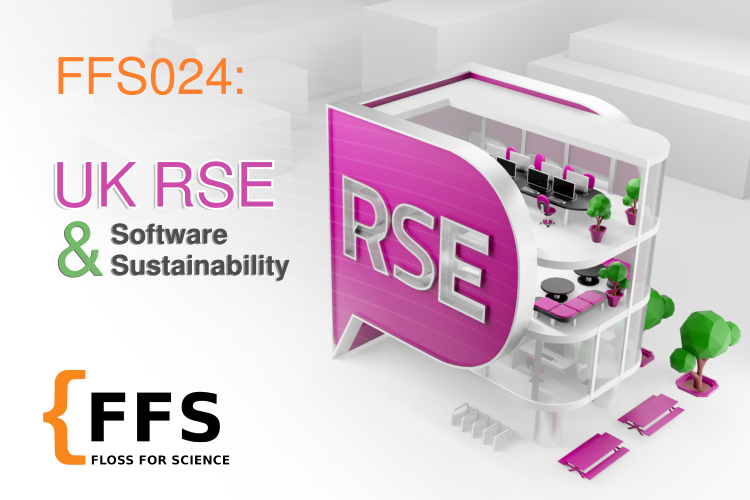 FFS024:
UK RSE
& Software
Sustainability
RSE
{FFS
FLOSS FOR SCIENCE